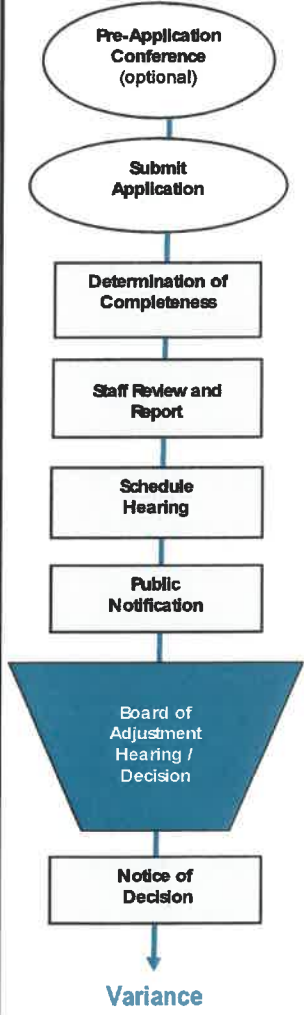 Pre-Application
Conference
(optional)
Submit
Application
Determination of
Completeness
Staff Review and
Report
Schedule
Hearing
Public
Notification
Board of
Adjustment
Hearing /
Decision
Notice of
Decision
Variance